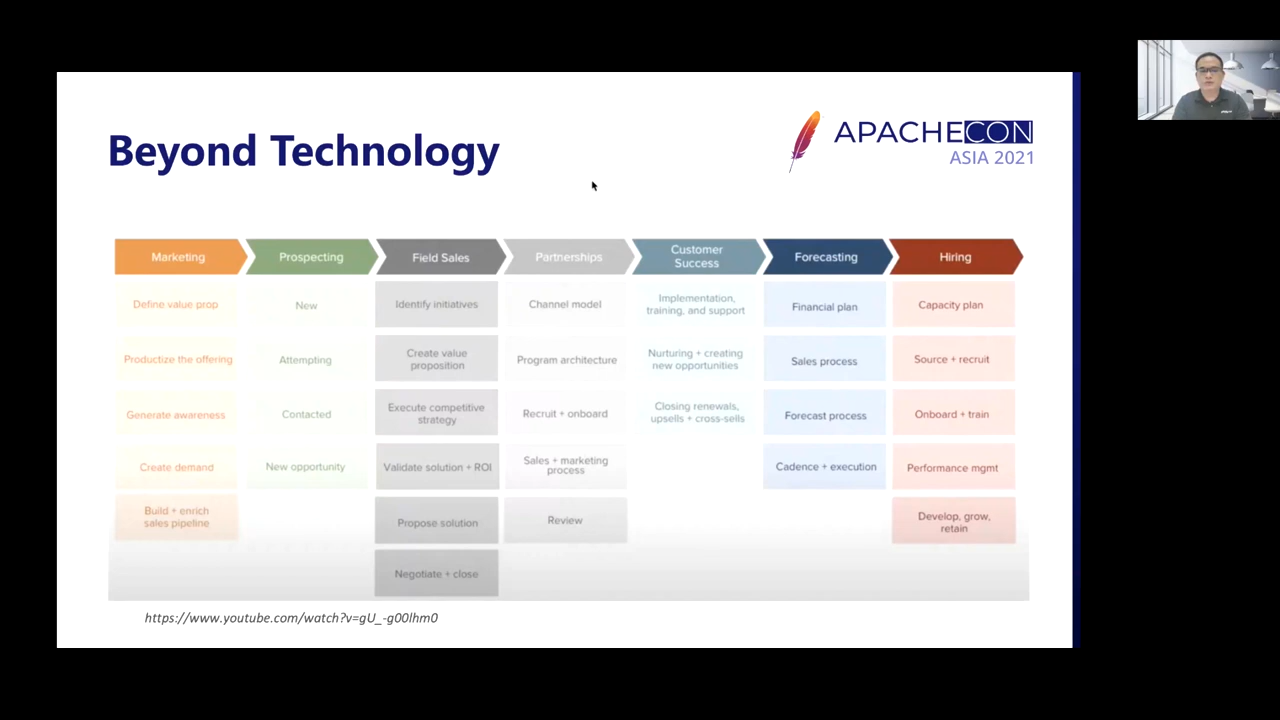 Beyond Technology
APACHECON
ASIA 2021
Marketing
Prospecting
Field Sales
Partnerships
Customer
Success
Forecasting
Hiring
Define value prop
New
Identify initiatives
Channel model
Implementation,
training, and support
Financial plan
Capacity plan
Productize the offering
Attempting
Create value
proposition
Program architecture
Nurturing + creating
new opportunities
Sales process
Source + recruit
Generate awareness
Contacted
Execute competitive
strategy
Recruit + onboard
Closing renewals,
upsells + cross-sells
Forecast process
Onboard + train
Create demand
New opportunity
Validate solution + ROI
Sales + marketing
process
Cadence + execution
Performance mgmt
Build + enrich
sales pipeline
Propose solution
Review
Develop, grow,
retain
Negotiate + close
https://www.youtube.com/watch?v=gU_-g00lhm0